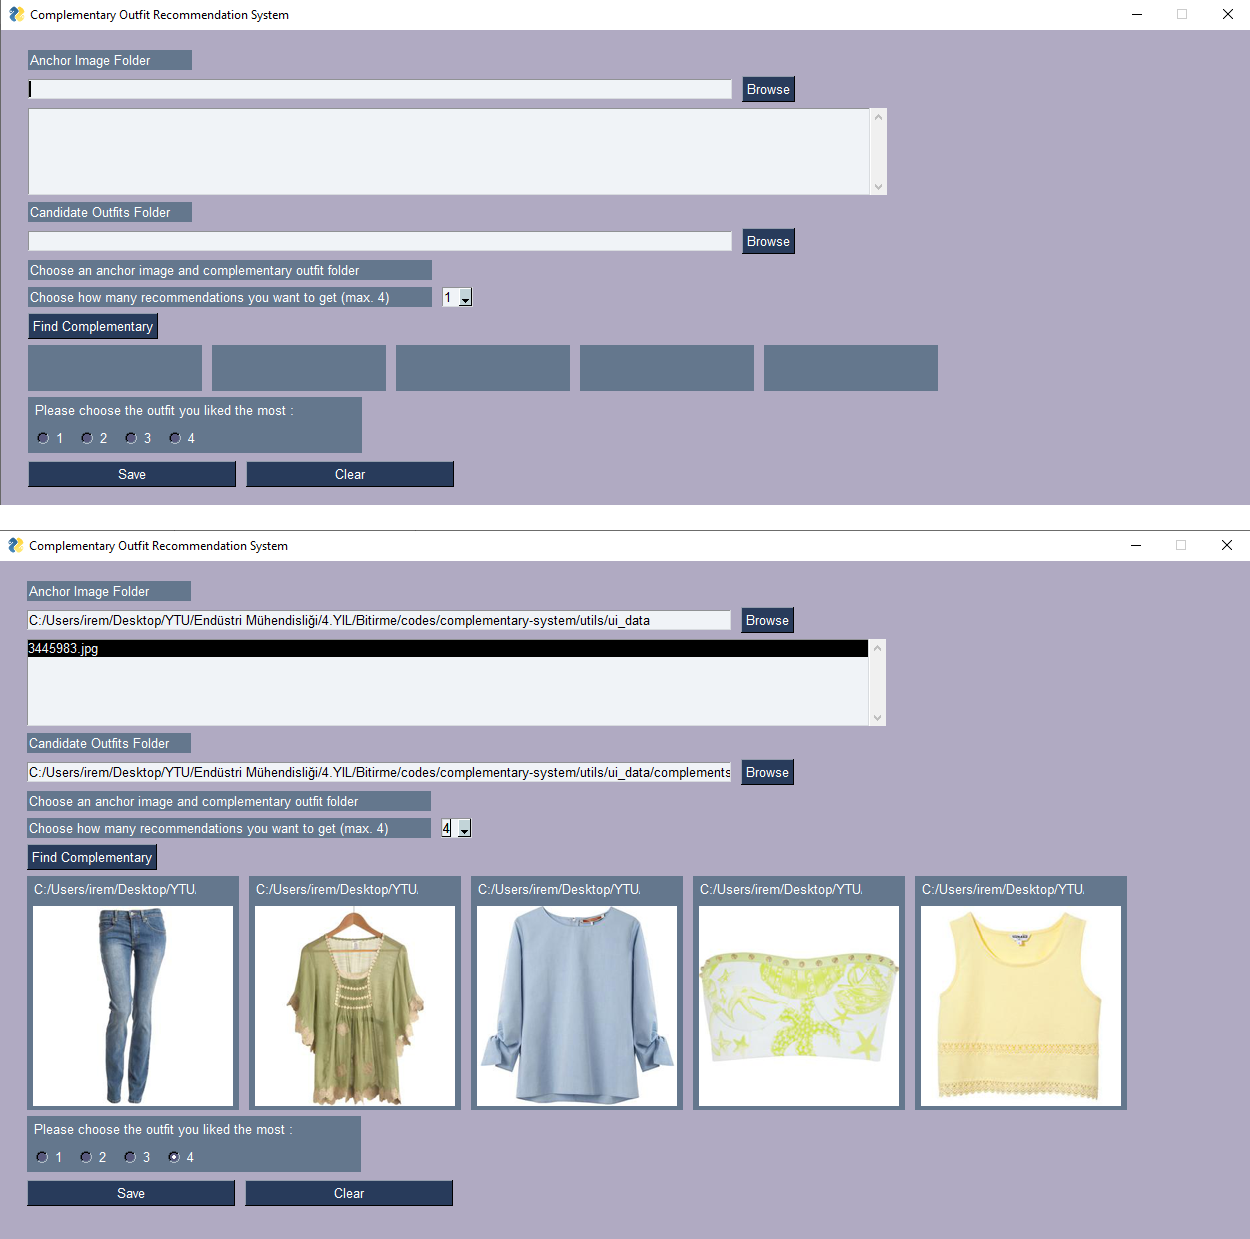 Complementary Outfit Recommendation System
Anchor Image Folder
Browse
Candidate Outfits Folder
Browse
Choose an anchor image and complementary outfit folder
Choose how many recommendations you want to get (max. 4) 1
Find Complementary
Please choose the outfit you liked the most :
1 2 3 4
Save Clear
Complementary Outfit Recommendation System
Anchor Image Folder
C:/Users/irem/Desktop/YTU/Endüstri Mühendisliği/4.YIL/Bitirme/codes/complementary-system/utils/ui_data Browse
3445983.jpg
Candidate Outfits Folder
C:/Users/irem/Desktop/YTU/Endüstri Mühendisliği/4.YIL/Bitirme/codes/complementary-system/utils/ui_data/complements Browse
Choose an anchor image and complementary outfit folder
Choose how many recommendations you want to get (max. 4) 4
Find Complementary
C:/Users/irem/Desktop/YTU. C:/Users/irem/Desktop/YTU. C:/Users/irem/Desktop/YTU. C:/Users/irem/Desktop/YTU. C:/Users/irem/Desktop/YTU.
Please choose the outfit you liked the most :
1 2 3 4
Save Clear